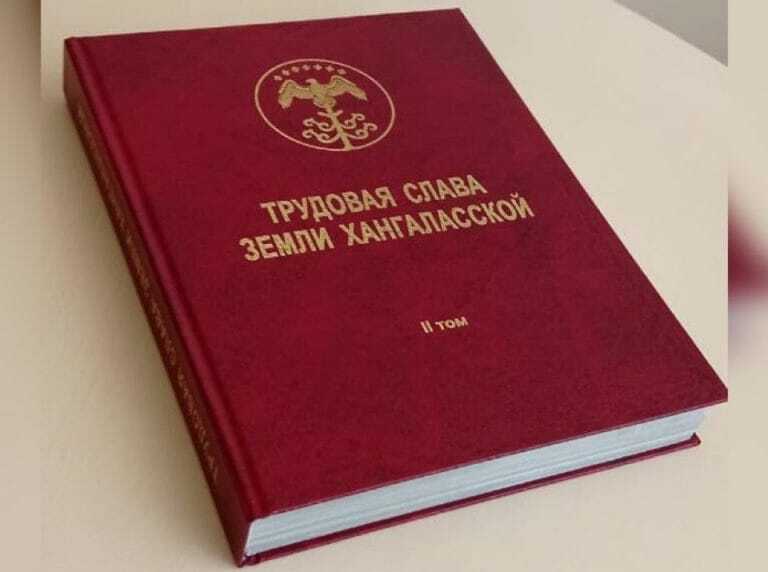 ТРУДОВАЯ СЛАВА
ЗЕМЛИ ХАНГАЛАССКОЙ
II том